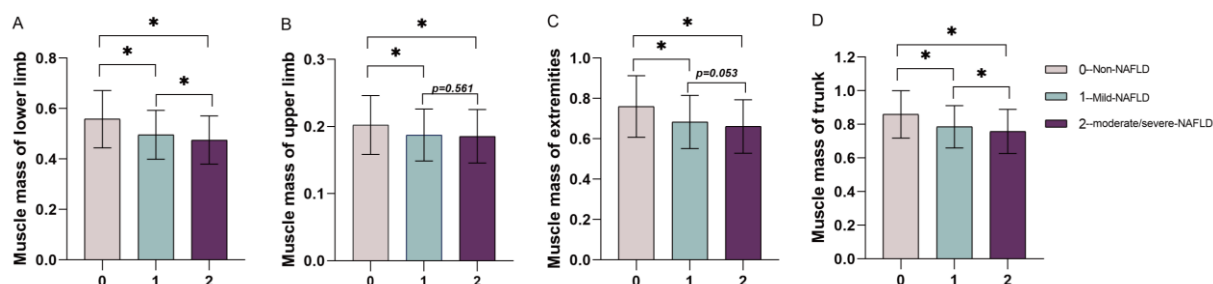 A
Muscle mass of lower limb
0.8
0.6
0.4
0.2
0.0
*
*
*
0 1 2
B
Muscle mass of upper limb
0.3
0.2
0.1
0.0
*
*
p=0.561
0 1 2
C
Muscle mass of extremities
1.0
0.8
0.6
0.4
0.2
0.0
*
*
p=0.053
0 1 2
D
Muscle mass of trunk
1.2
1.0
0.8
0.6
0.4
0.2
0.0
*
*
*
0 1 2
0--Non-NAFLD
1--Mild-NAFLD
2--moderate/severe-NAFLD